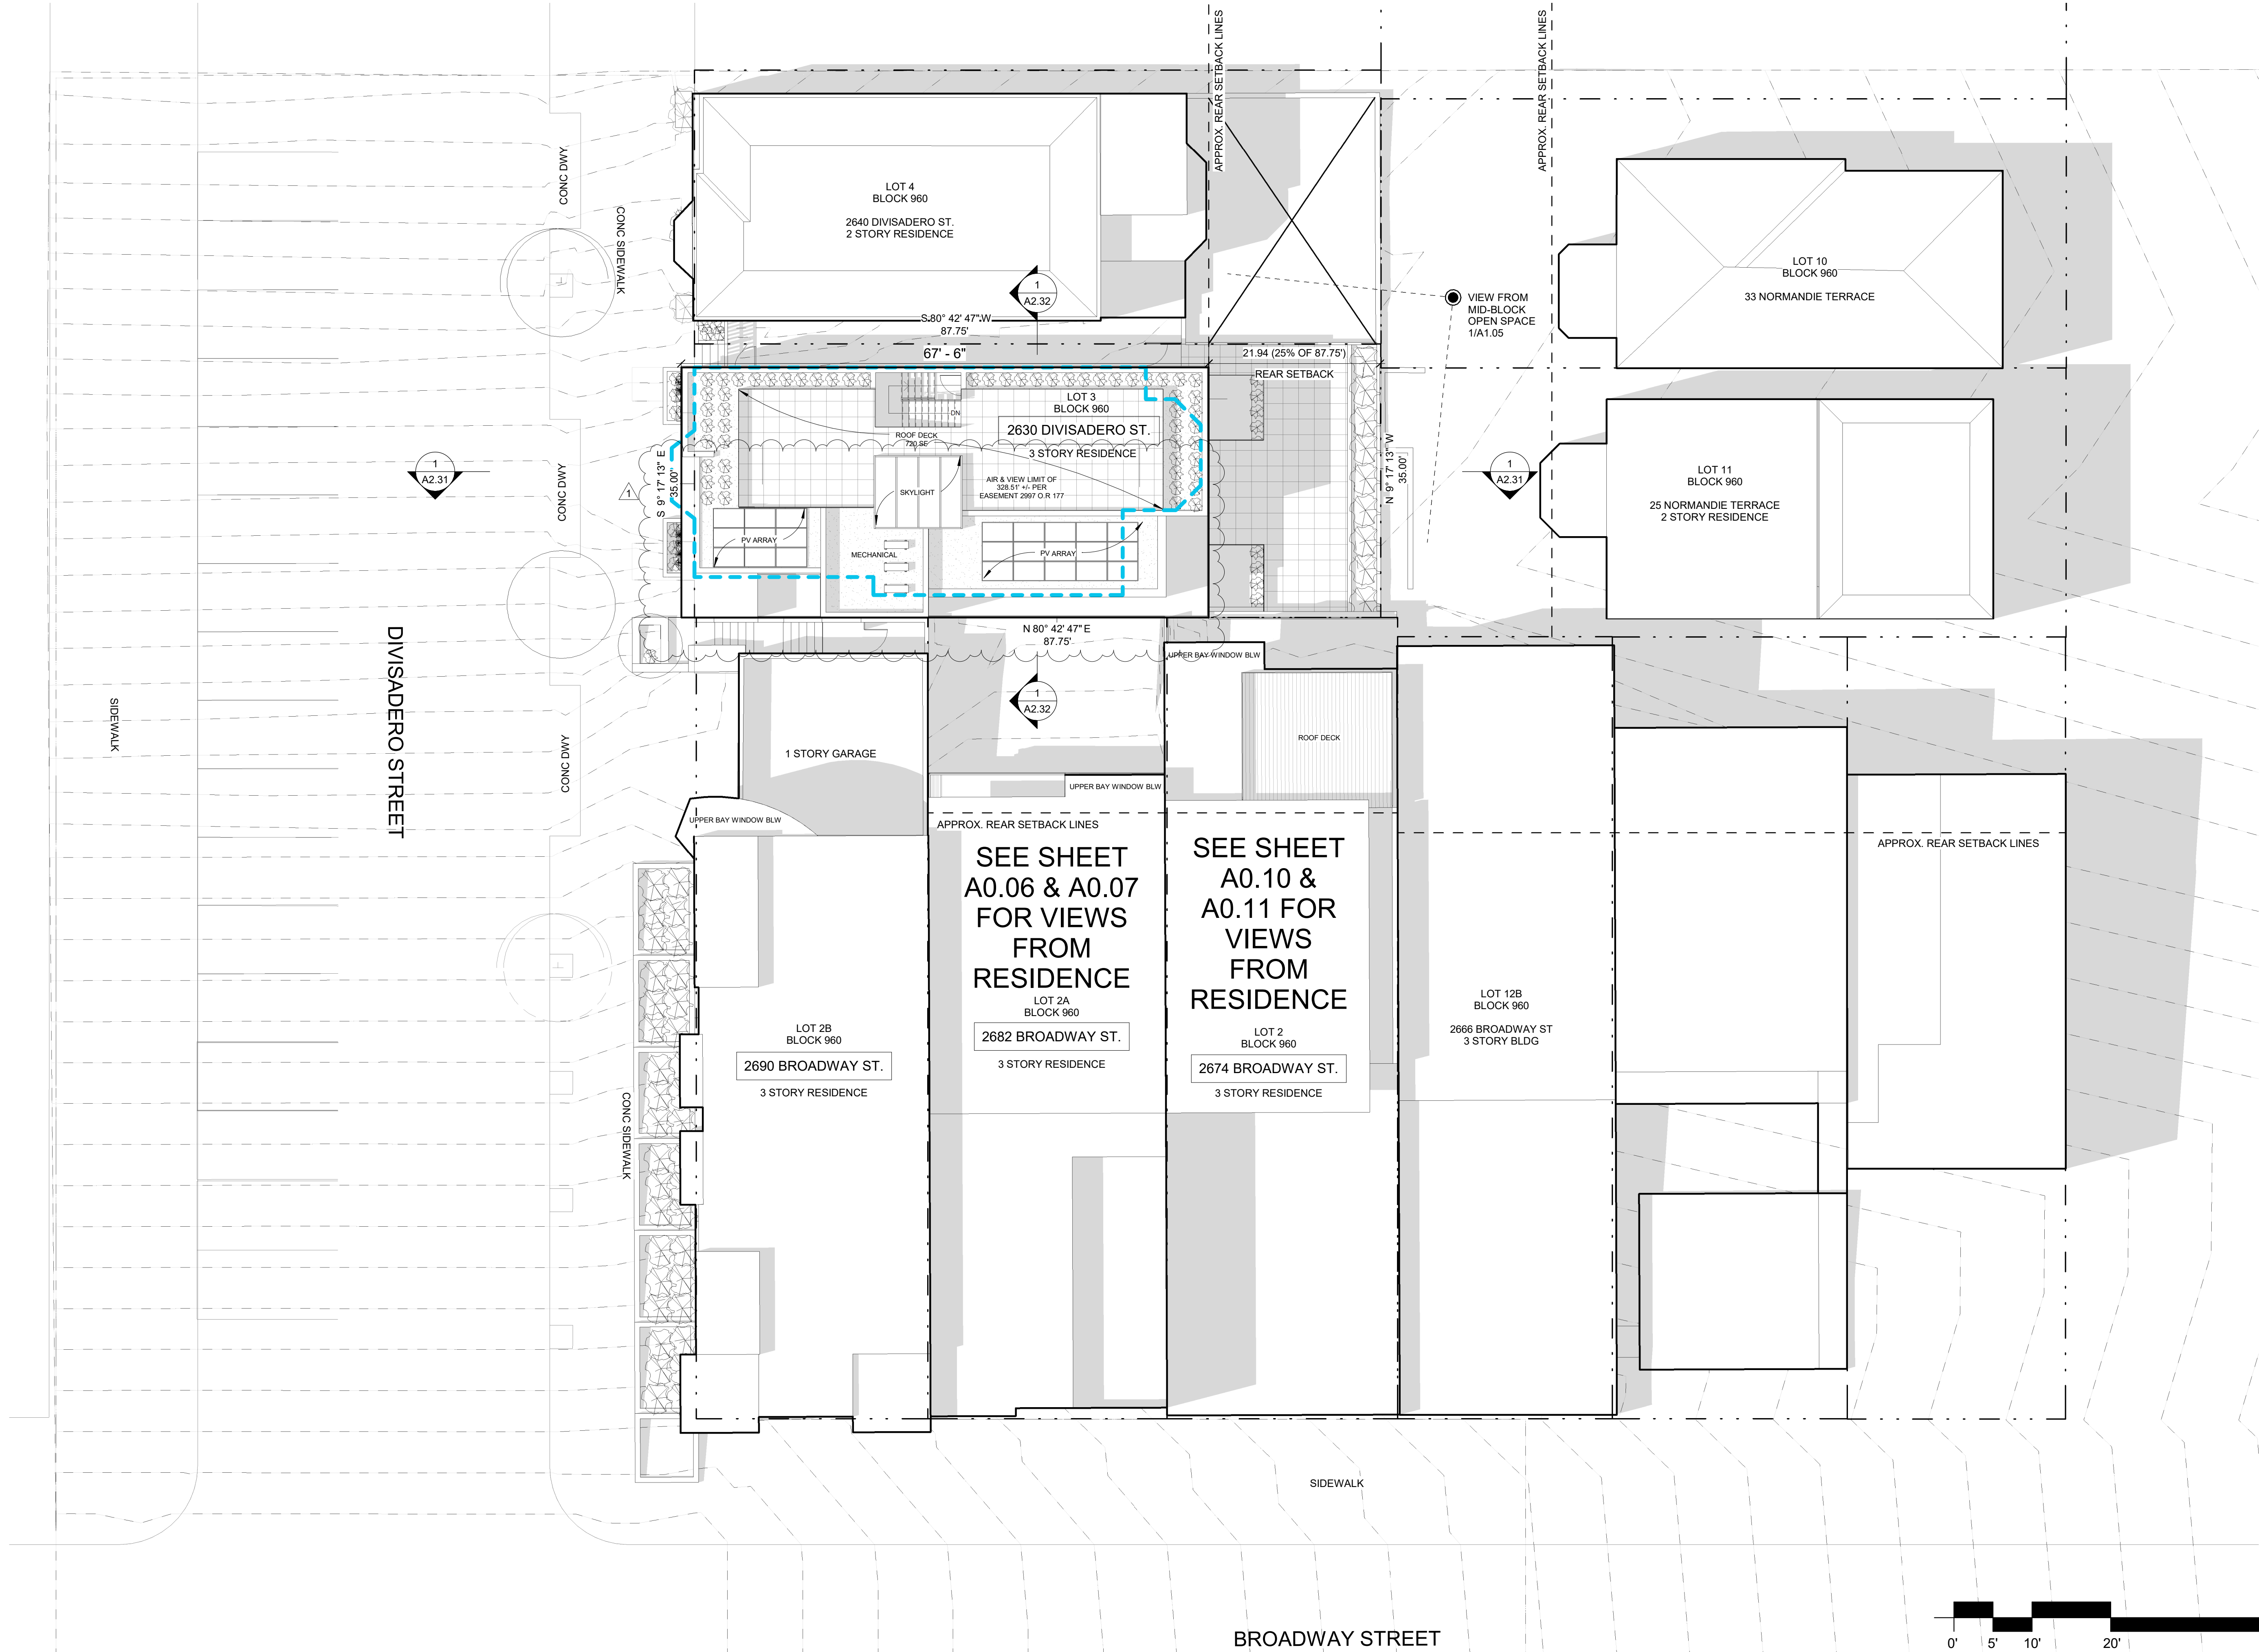 APPROX. REAR SETBACK LINES
APPROX. REAR SETBACK LINES
CONC DWY
CONC SIDEWALK
LOT 4
BLOCK 960
2640 DIVISADERO ST.
2 STORY RESIDENCE
1
A2.32
S 80° 42' 47" W
87.75'
67' - 6"
21.94 (25% OF 87.75')
REAR SETBACK
VIEW FROM
MID-BLOCK
OPEN SPACE
1/A1.05
LOT 10
BLOCK 960
33 NORMANDIE TERRACE
LOT 3
BLOCK 960
2630 DIVISADERO ST.
3 STORY RESIDENCE
DN
ROOF DECK
720 SF
AIR & VIEW LIMIT OF
328.51' +/- PER
EASEMENT 2997 O.R 177
SKYLIGHT
PV ARRAY
MECHANICAL
PV ARRAY
S 9° 17' 13" E
35.00'
1
N 9° 17' 13" W
35.00'
1
A2.31
CONC DWY
1
A2.31
LOT 11
BLOCK 960
25 NORMANDIE TERRACE
2 STORY RESIDENCE
N 80° 42' 47" E
87.75'
UPPER BAY WINDOW BLW
1
A2.32
DIVISADERO STREET
SIDEWALK
CONC DWY
1 STORY GARAGE
ROOF DECK
UPPER BAY WINDOW BLW
UPPER BAY WINDOW BLW
APPROX. REAR SETBACK LINES
APPROX. REAR SETBACK LINES
SEE SHEET
A0.06 & A0.07
FOR VIEWS
FROM
RESIDENCE
LOT 2A
BLOCK 960
2682 BROADWAY ST.
3 STORY RESIDENCE
SEE SHEET
A0.10 &
A0.11 FOR
VIEWS
FROM
RESIDENCE
LOT 2
BLOCK 960
2674 BROADWAY ST.
3 STORY RESIDENCE
LOT 2B
BLOCK 960
2690 BROADWAY ST.
3 STORY RESIDENCE
LOT 12B
BLOCK 960
2666 BROADWAY ST
3 STORY BLDG
CONC SIDEWALK
SIDEWALK
BROADWAY STREET
0' 5' 10' 20'